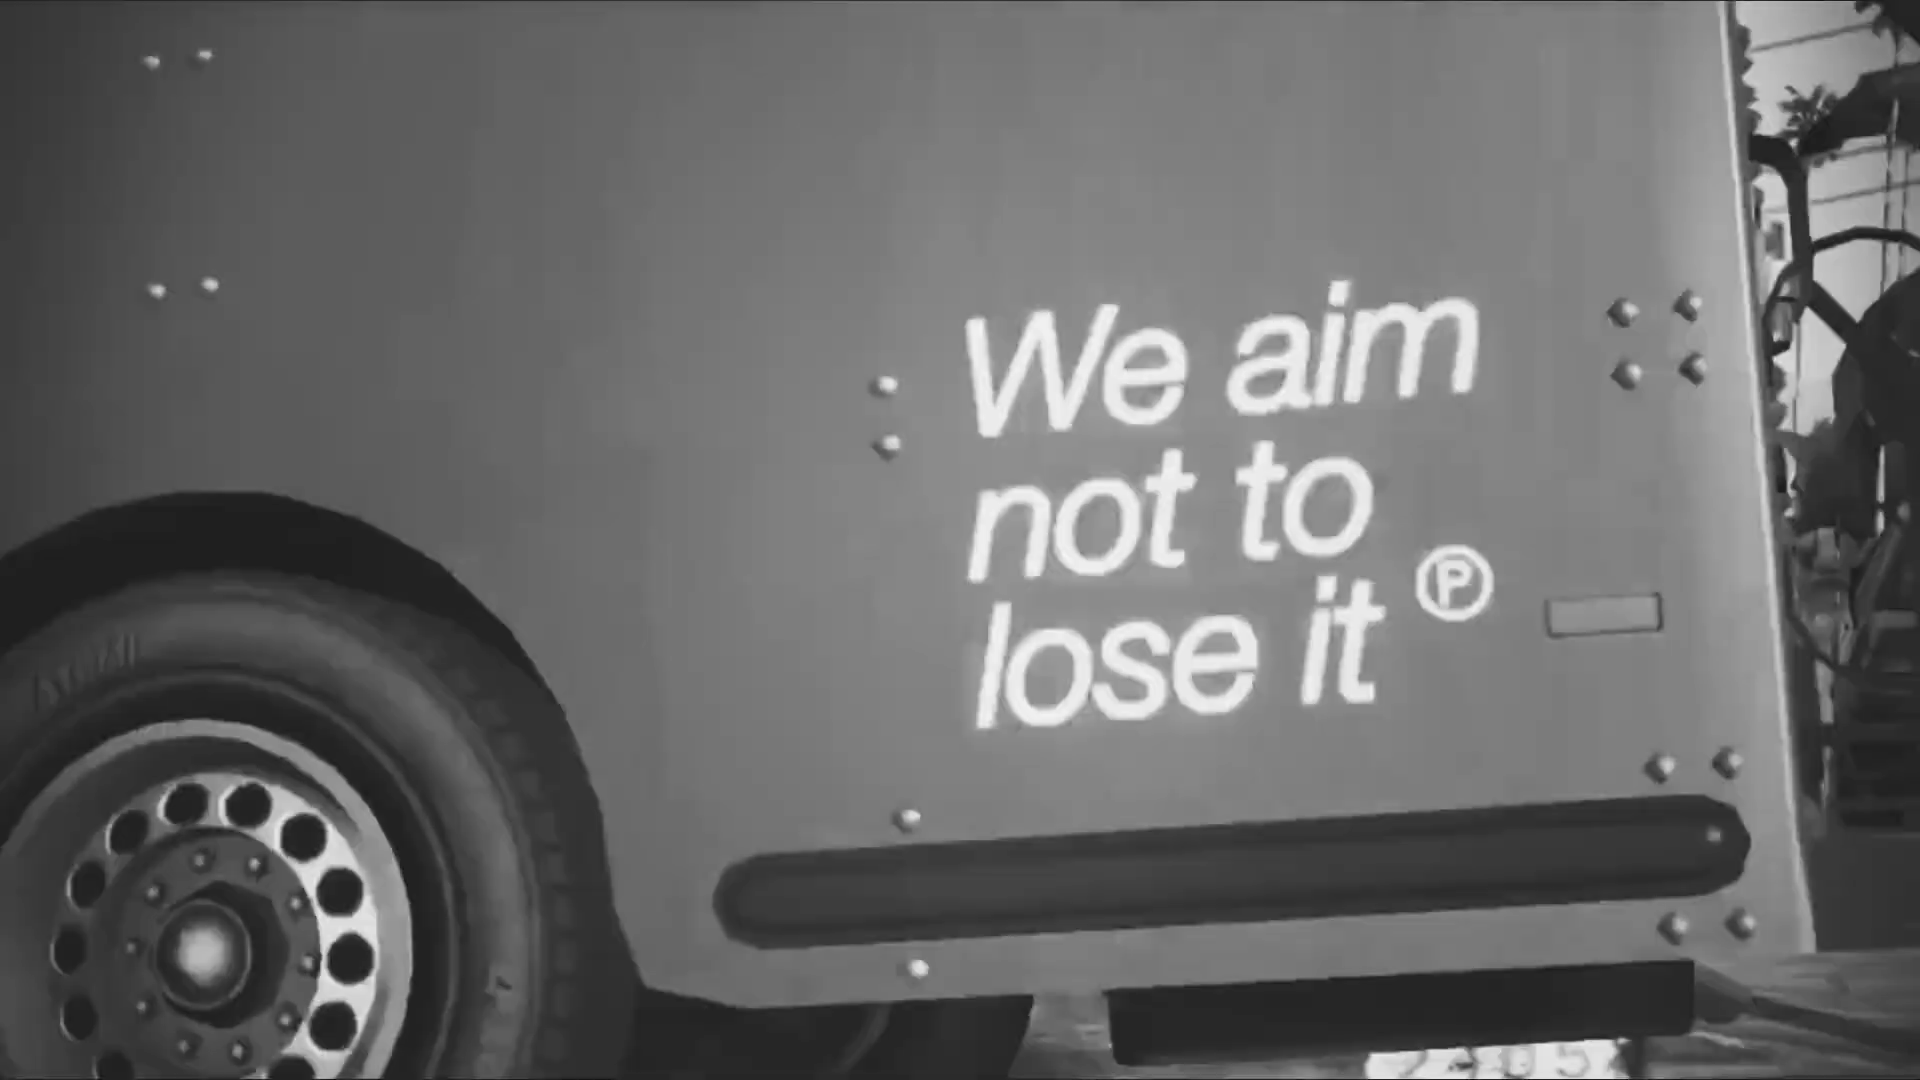 We aim
not to
lose it Ⓟ